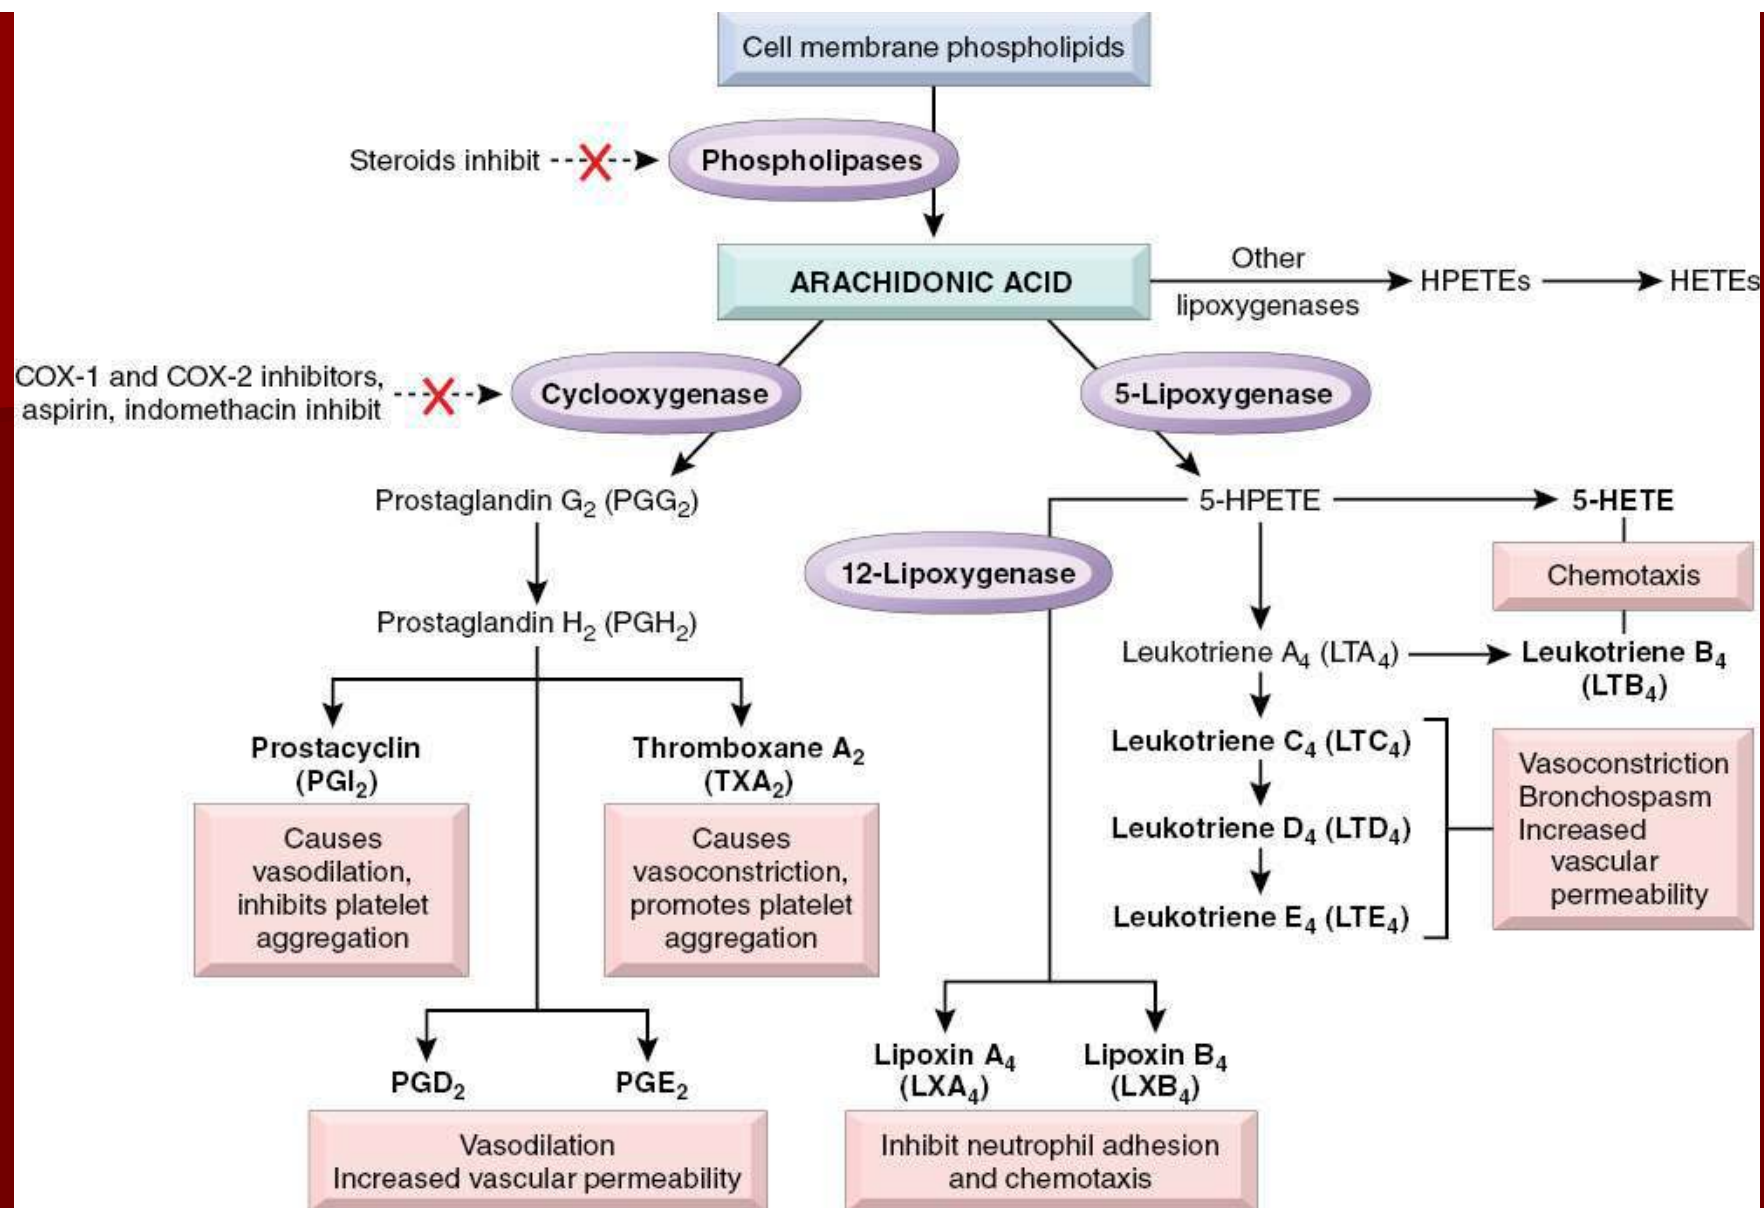 Cell membrane phospholipids
Steroids inhibit
Phospholipases
ARACHIDONIC ACID
Other
lipoxygenases
HPETEs
HETEs
COX-1 and COX-2 inhibitors,
aspirin, indomethacin inhibit
Cyclooxygenase
5-Lipoxygenase
Prostaglandin G₂ (PGG₂)
5-HPETE
5-HETE
12-Lipoxygenase
Chemotaxis
Prostaglandin H₂ (PGH₂)
Leukotriene A₄ (LTA₄)
Leukotriene B₄
(LTB₄)
Prostacyclin
(PGI₂)
Thromboxane A₂
(TXA₂)
Leukotriene C₄ (LTC₄)
Leukotriene D₄ (LTD₄)
Leukotriene E₄ (LTE₄)
Vasoconstriction
Bronchospasm
Increased
vascular
permeability
Causes
vasodilation,
inhibits platelet
aggregation
Causes
vasoconstriction,
promotes platelet
aggregation
PGD₂
PGE₂
Vasodilation
Increased vascular permeability
Lipoxin A₄
(LXA₄)
Lipoxin B₄
(LXB₄)
Inhibit neutrophil adhesion
and chemotaxis